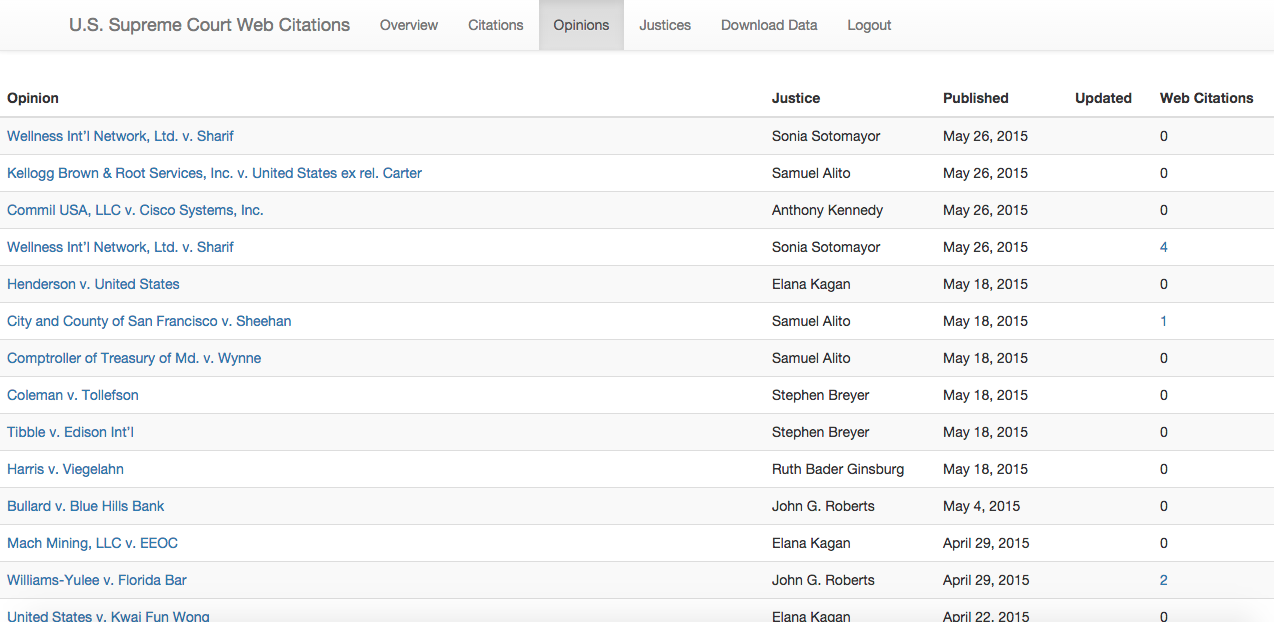 U.S. Supreme Court Web Citations Overview Citations Opinions Justices Download Data Logout
Opinion Justice Published Updated Web Citations
Wellness Int'l Network, Ltd. v. Sharif Sonia Sotomayor May 26, 2015 0
Kellogg Brown & Root Services, Inc. v. United States ex rel. Carter Samuel Alito May 26, 2015 0
Commil USA, LLC v. Cisco Systems, Inc. Anthony Kennedy May 26, 2015 0
Wellness Int'l Network, Ltd. v. Sharif Sonia Sotomayor May 26, 2015 4
Henderson v. United States Elana Kagan May 18, 2015 0
City and County of San Francisco v. Sheehan Samuel Alito May 18, 2015 1
Comptroller of Treasury of Md. v. Wynne Samuel Alito May 18, 2015 0
Coleman v. Tollefson Stephen Breyer May 18, 2015 0
Tibble v. Edison Int'l Stephen Breyer May 18, 2015 0
Harris v. Viegelahn Ruth Bader Ginsburg May 18, 2015 0
Bullard v. Blue Hills Bank John G. Roberts May 4, 2015 0
Mach Mining, LLC v. EEOC Elana Kagan April 29, 2015 0
Williams-Yulee v. Florida Bar John G. Roberts April 29, 2015 2
United States v. Kwai Fun Wong Elana Kagan April 22, 2015 0